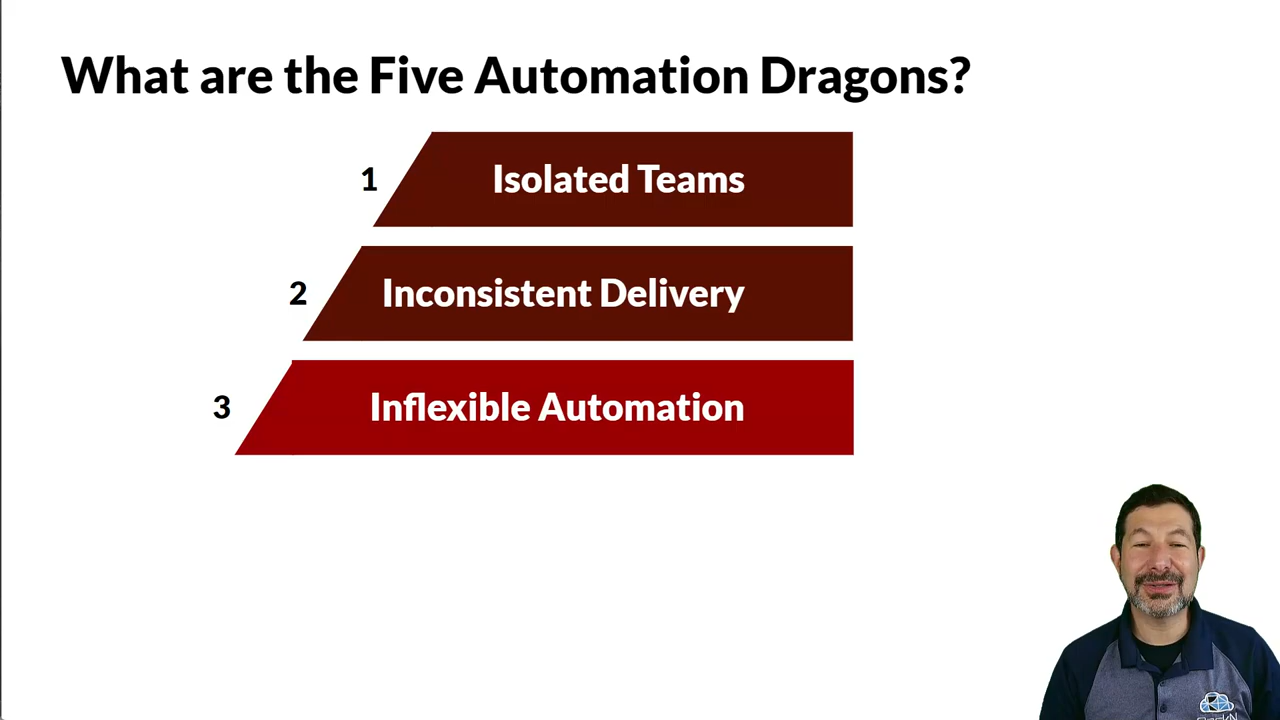 What are the Five Automation Dragons?
1 Isolated Teams
2 Inconsistent Delivery
3 Inflexible Automation